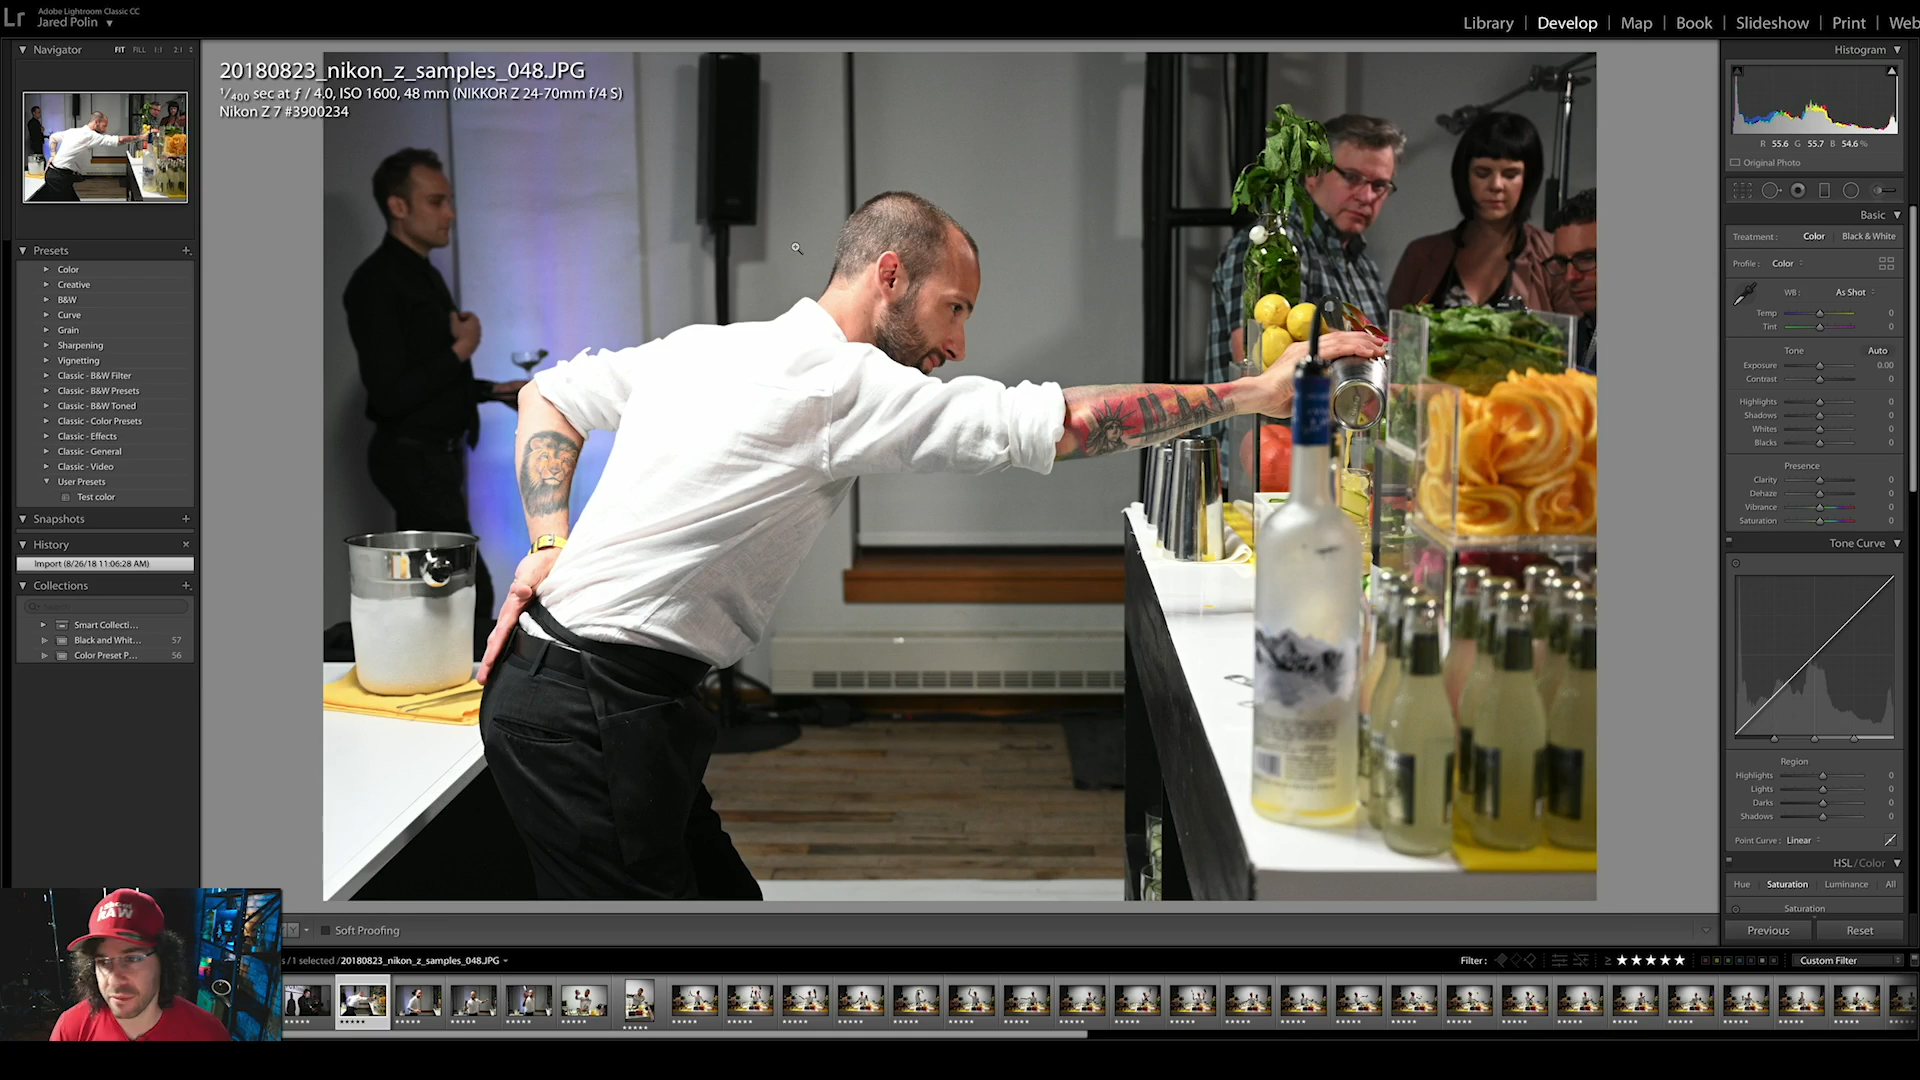 Adobe Lightroom Classic CC
Lr
Jared Polin
Library | Develop | Map | Book | Slideshow | Print | Web
Navigator FIT FILL 1:1 2:1
Presets
Color
Creative
B&W
Curve
Grain
Sharpening
Vignetting
Classic - B&W Filter
Classic - B&W Presets
Classic - B&W Toned
Classic - Color Presets
Classic - Effects
Classic - General
Classic - Video
User Presets
Test color
Snapshots
History
Import (8/26/18 11:06:28 AM)
Collections
Smart Collecti...
Black and Whit... 57
Color Preset P... 56
20180823_nikon_z_samples_048.JPG
1/400 sec at ƒ / 4.0, ISO 1600, 48 mm (NIKKOR Z 24-70mm f/4 S)
Nikon Z 7 #3900234
Histogram
R 55.6 G 55.7 B 54.6 %
Original Photo
Basic
Treatment : Color Black & White
Profile : Color
WB : As Shot
Temp 0
Tint 0
Tone Auto
Exposure 0.00
Contrast 0
Highlights 0
Shadows 0
Whites 0
Blacks 0
Presence
Clarity 0
Dehaze 0
Vibrance 0
Saturation 0
Tone Curve
Region
Highlights 0
Lights 0
Darks 0
Shadows 0
Point Curve : Linear
HSL / Color
Hue Saturation Luminance All
Saturation
Previous Reset
Soft Proofing
/1 selected /20180823_nikon_z_samples_048.JPG
Filter : ≥ ★★★★★ Custom Filter
I Shoot
RAW